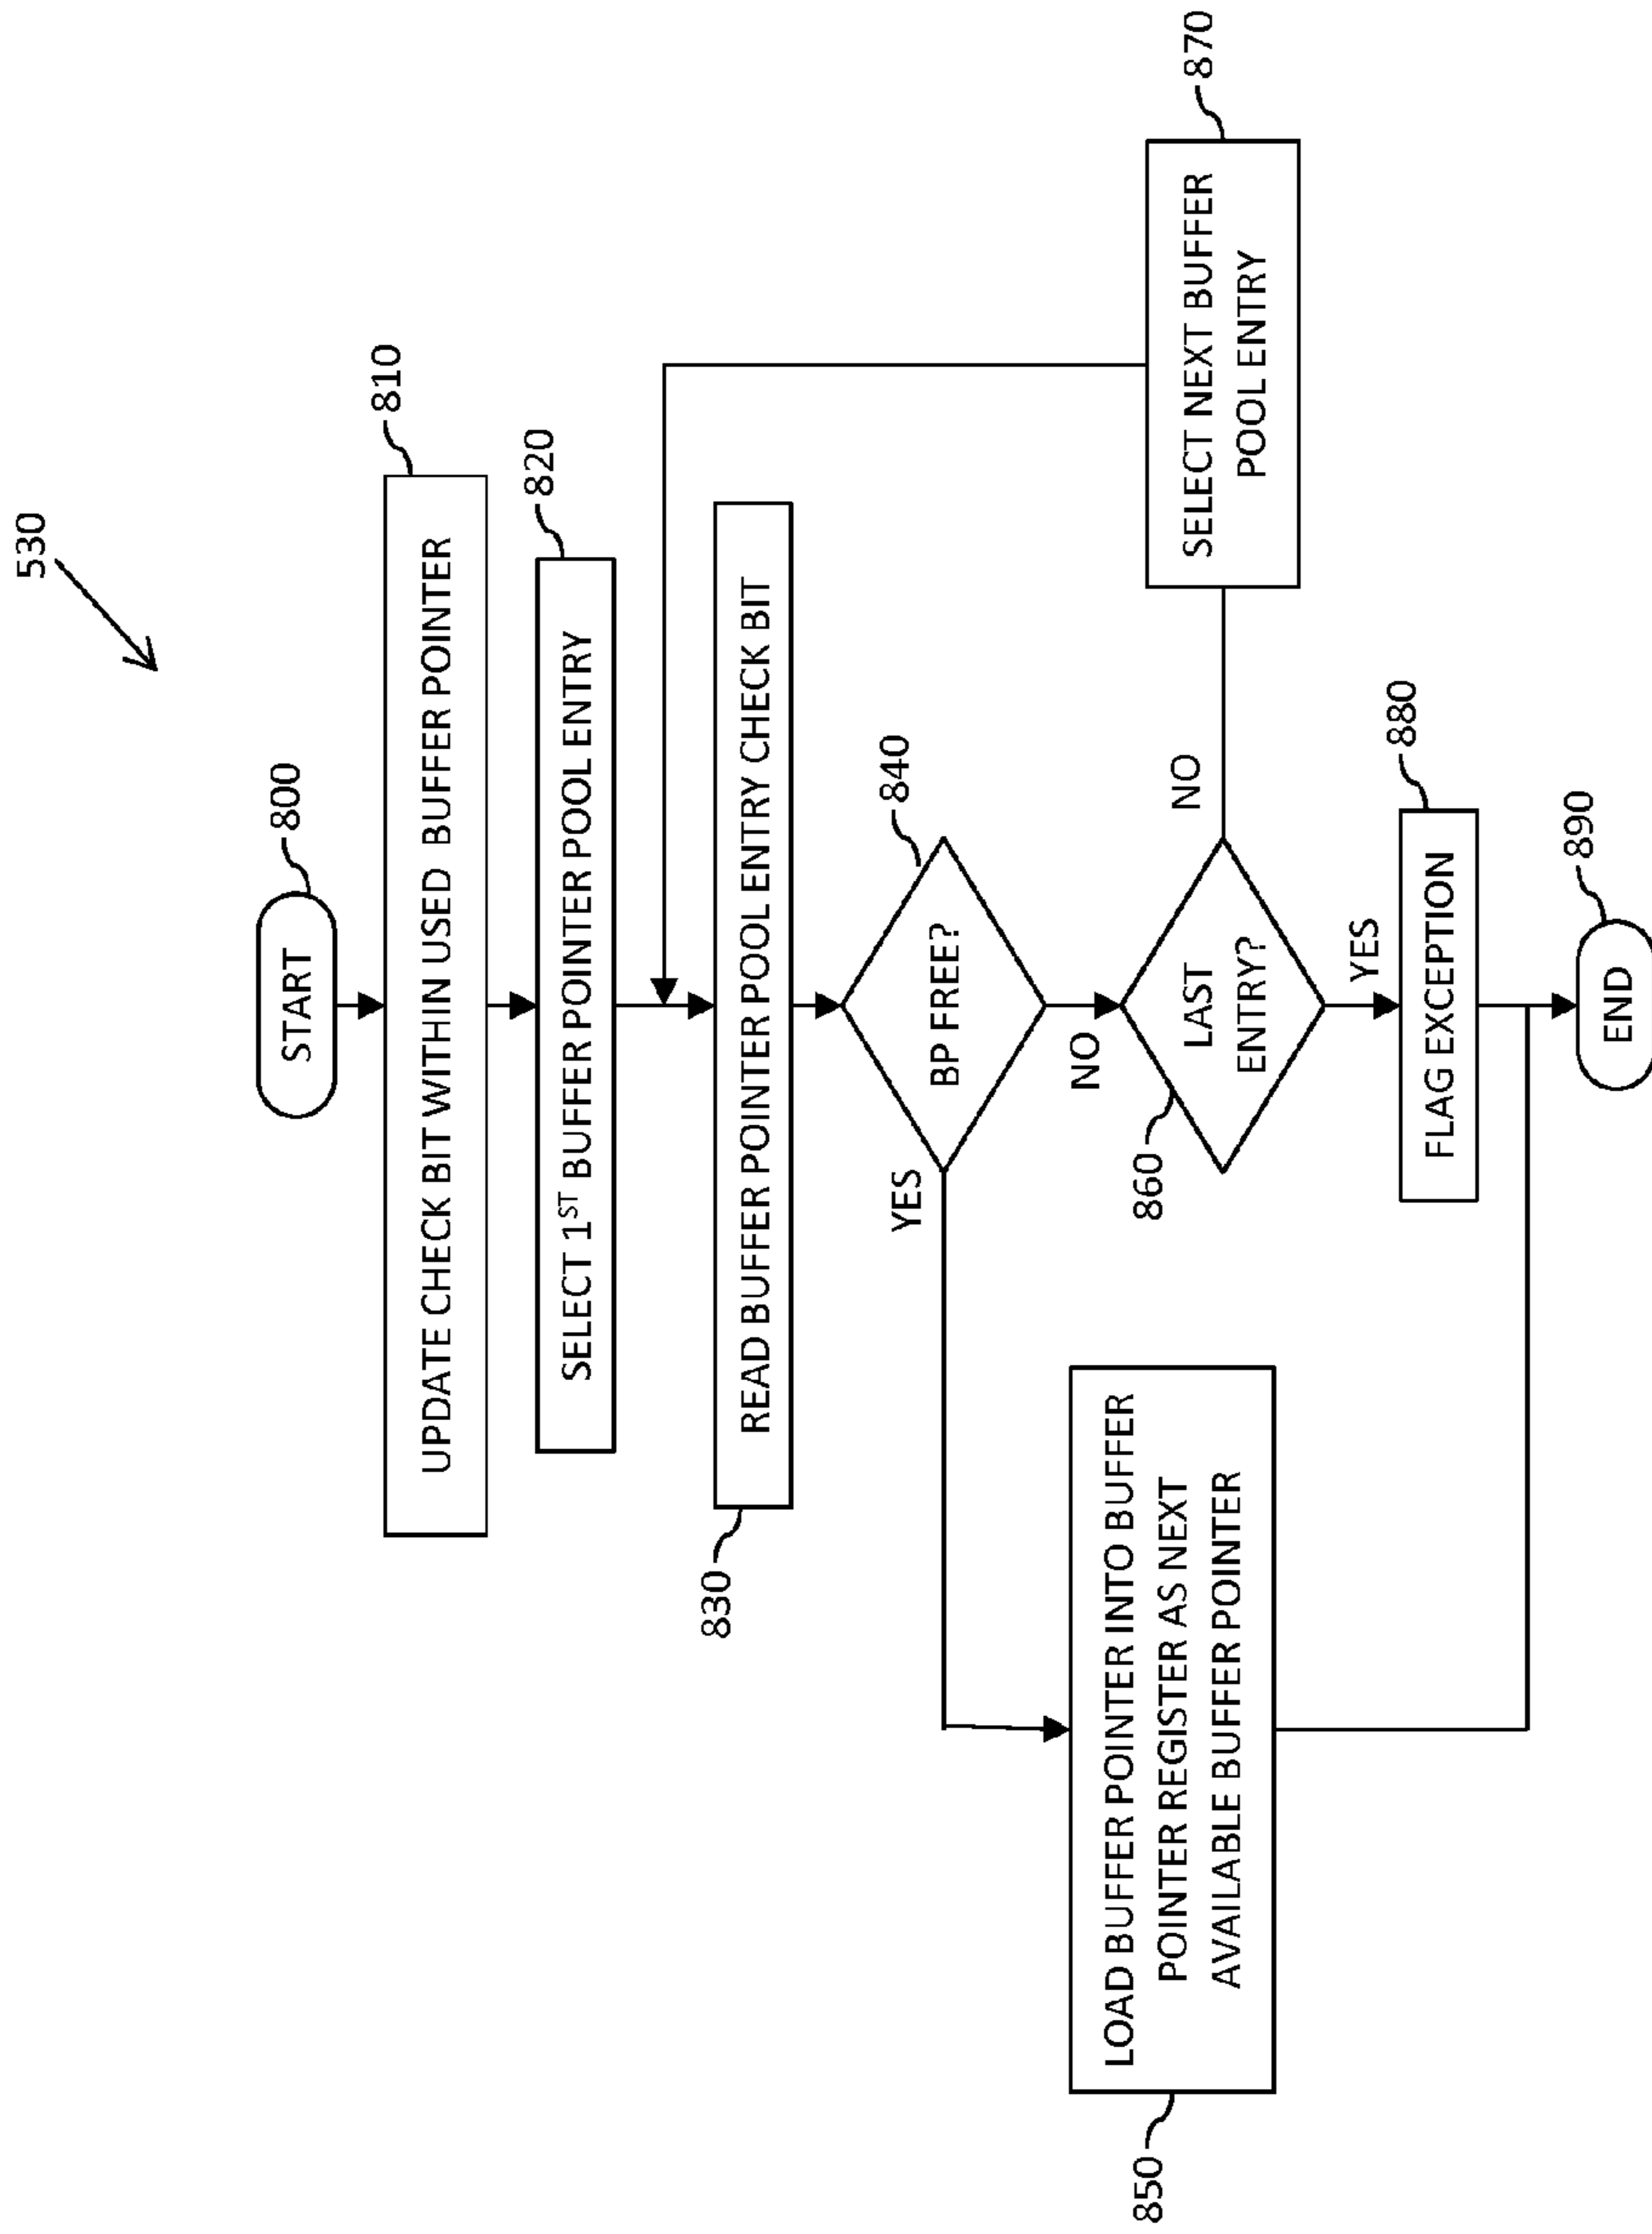 530
START
800
UPDATE CHECK BIT WITHIN USED BUFFER POINTER
810
SELECT 1ST BUFFER POINTER POOL ENTRY
820
READ BUFFER POINTER POOL ENTRY CHECK BIT
830
BP FREE?
840
YES
NO
LOAD BUFFER POINTER INTO BUFFER
POINTER REGISTER AS NEXT
AVAILABLE BUFFER POINTER
850
LAST
ENTRY?
860
NO
SELECT NEXT BUFFER
POOL ENTRY
870
YES
FLAG EXCEPTION
880
END
890